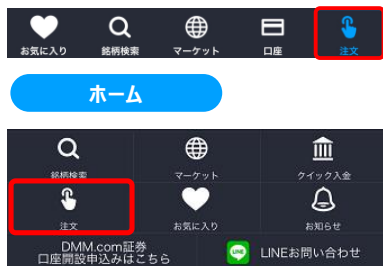 お気に入り 銘柄検索 マーケット 口座 注文
ホーム
銘柄検索 マーケット クイック入金
注文 お気に入り お知らせ
DMM.com証券
口座開設申込みはこちら
LINE LINEお問い合わせ